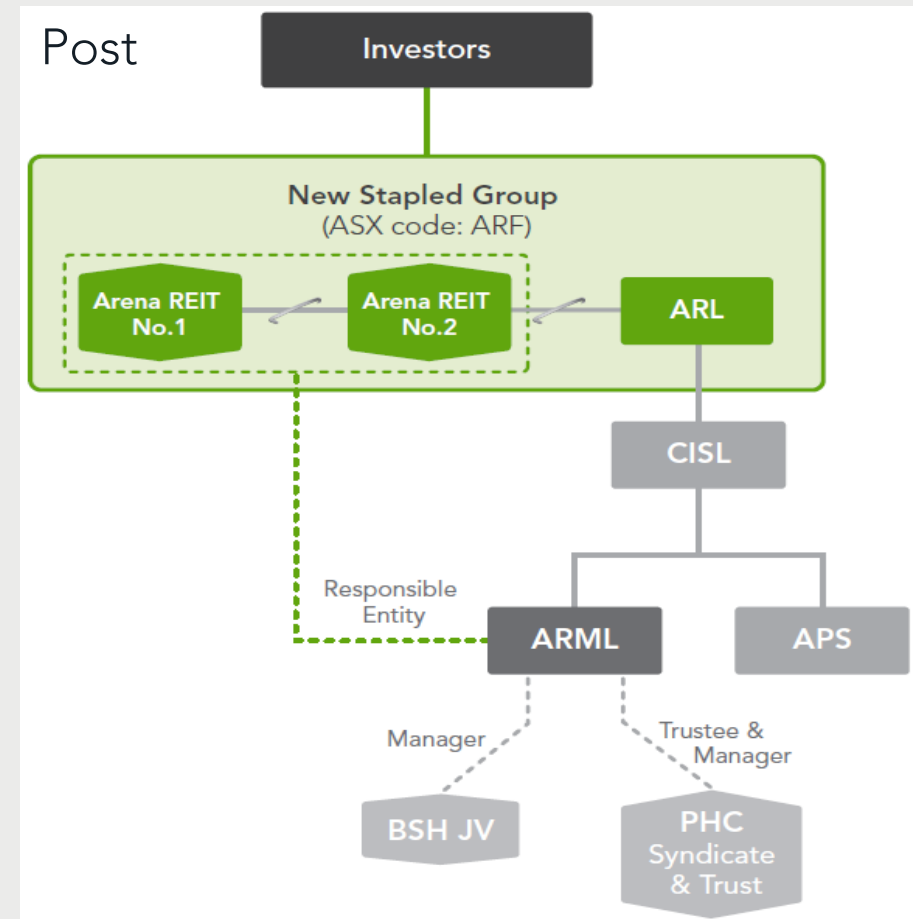 Post
Investors
New Stapled Group
(ASX code: ARF)
Arena REIT
No.1
Arena REIT
No.2
ARL
CISL
Responsible
Entity
ARML
APS
Manager
Trustee &
Manager
BSH JV
PHC
Syndicate
& Trust